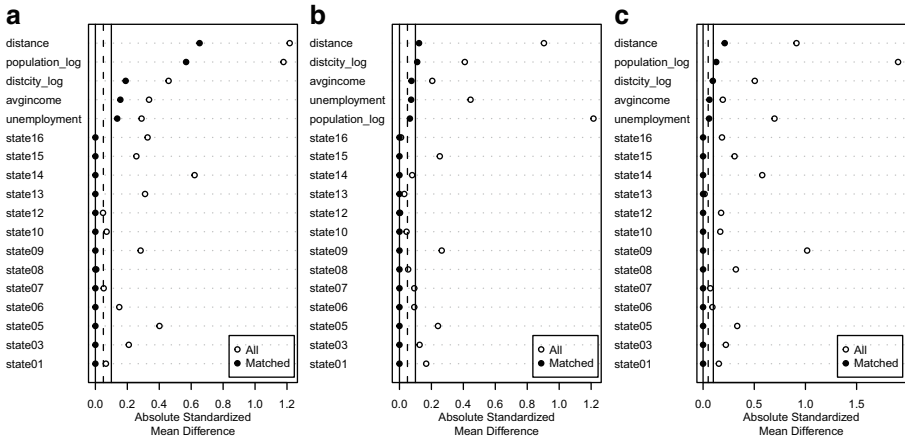 a
distance
population_log
distcity_log
avgincome
unemployment
state16
state15
state14
state13
state12
state10
state09
state08
state07
state06
state05
state03
state01
All
Matched
0.0 0.2 0.4 0.6 0.8 1.0 1.2
Absolute Standardized
Mean Difference
b
distance
distcity_log
avgincome
unemployment
population_log
state16
state15
state14
state13
state12
state10
state09
state08
state07
state06
state05
state03
state01
All
Matched
0.0 0.2 0.4 0.6 0.8 1.0 1.2
Absolute Standardized
Mean Difference
c
distance
population_log
distcity_log
avgincome
unemployment
state16
state15
state14
state13
state12
state10
state09
state08
state07
state06
state05
state03
state01
All
Matched
0.0 0.5 1.0 1.5
Absolute Standardized
Mean Difference